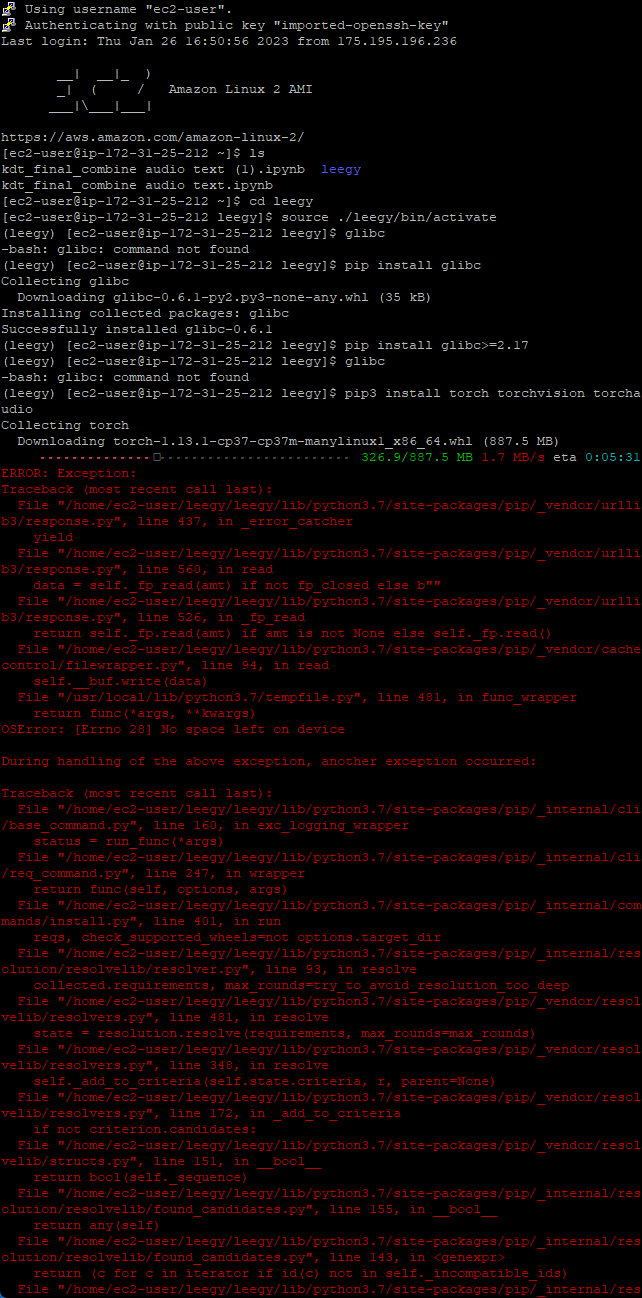 Using username "ec2-user".
Authenticating with public key "imported-openssh-key"
Last login: Thu Jan 26 16:50:56 2023 from 175.195.196.236

       __|  __|_  )
       _|  (     /   Amazon Linux 2 AMI
      ___|\___|___|

https://aws.amazon.com/amazon-linux-2/
[ec2-user@ip-172-31-25-212 ~]$ ls
kdt_final_combine audio text (1).ipynb  leegy
kdt_final_combine audio text.ipynb
[ec2-user@ip-172-31-25-212 ~]$ cd leegy
[ec2-user@ip-172-31-25-212 leegy]$ source ./leegy/bin/activate
(leegy) [ec2-user@ip-172-31-25-212 leegy]$ glibc
-bash: glibc: command not found
(leegy) [ec2-user@ip-172-31-25-212 leegy]$ pip install glibc
Collecting glibc
  Downloading glibc-0.6.1-py2.py3-none-any.whl (35 kB)
Installing collected packages: glibc
Successfully installed glibc-0.6.1
(leegy) [ec2-user@ip-172-31-25-212 leegy]$ pip install glibc>=2.17
(leegy) [ec2-user@ip-172-31-25-212 leegy]$ glibc
-bash: glibc: command not found
(leegy) [ec2-user@ip-172-31-25-212 leegy]$ pip3 install torch torchvision torcha
udio
Collecting torch
  Downloading torch-1.13.1-cp37-cp37m-manylinux1_x86_64.whl (887.5 MB)
     --------------□------------------------ 326.9/887.5 MB 1.7 MB/s eta 0:05:31
ERROR: Exception:
Traceback (most recent call last):
  File "/home/ec2-user/leegy/leegy/lib/python3.7/site-packages/pip/_vendor/urlli
b3/response.py", line 437, in _error_catcher
    yield
  File "/home/ec2-user/leegy/leegy/lib/python3.7/site-packages/pip/_vendor/urlli
b3/response.py", line 560, in read
    data = self._fp_read(amt) if not fp_closed else b""
  File "/home/ec2-user/leegy/leegy/lib/python3.7/site-packages/pip/_vendor/urlli
b3/response.py", line 526, in _fp_read
    return self._fp.read(amt) if amt is not None else self._fp.read()
  File "/home/ec2-user/leegy/leegy/lib/python3.7/site-packages/pip/_vendor/cache
control/filewrapper.py", line 94, in read
    self.__buf.write(data)
  File "/usr/local/lib/python3.7/tempfile.py", line 481, in func_wrapper
    return func(*args, **kwargs)
OSError: [Errno 28] No space left on device

During handling of the above exception, another exception occurred:

Traceback (most recent call last):
  File "/home/ec2-user/leegy/leegy/lib/python3.7/site-packages/pip/_internal/cli
/base_command.py", line 160, in exc_logging_wrapper
    status = run_func(*args)
  File "/home/ec2-user/leegy/leegy/lib/python3.7/site-packages/pip/_internal/cli
/req_command.py", line 247, in wrapper
    return func(self, options, args)
  File "/home/ec2-user/leegy/leegy/lib/python3.7/site-packages/pip/_internal/com
mands/install.py", line 401, in run
    reqs, check_supported_wheels=not options.target_dir
  File "/home/ec2-user/leegy/leegy/lib/python3.7/site-packages/pip/_internal/res
olution/resolvelib/resolver.py", line 93, in resolve
    collected.requirements, max_rounds=try_to_avoid_resolution_too_deep
  File "/home/ec2-user/leegy/leegy/lib/python3.7/site-packages/pip/_vendor/resol
velib/resolvers.py", line 481, in resolve
    state = resolution.resolve(requirements, max_rounds=max_rounds)
  File "/home/ec2-user/leegy/leegy/lib/python3.7/site-packages/pip/_vendor/resol
velib/resolvers.py", line 348, in resolve
    self._add_to_criteria(self.state.criteria, r, parent=None)
  File "/home/ec2-user/leegy/leegy/lib/python3.7/site-packages/pip/_vendor/resol
velib/resolvers.py", line 172, in _add_to_criteria
    if not criterion.candidates:
  File "/home/ec2-user/leegy/leegy/lib/python3.7/site-packages/pip/_vendor/resol
velib/structs.py", line 151, in __bool__
    return bool(self._sequence)
  File "/home/ec2-user/leegy/leegy/lib/python3.7/site-packages/pip/_internal/res
olution/resolvelib/found_candidates.py", line 155, in __bool__
    return any(self)
  File "/home/ec2-user/leegy/leegy/lib/python3.7/site-packages/pip/_internal/res
olution/resolvelib/found_candidates.py", line 143, in <genexpr>
    return (c for c in iterator if id(c) not in self._incompatible_ids)
  File "/home/ec2-user/leegy/leegy/lib/python3.7/site-packages/pip/_internal/res